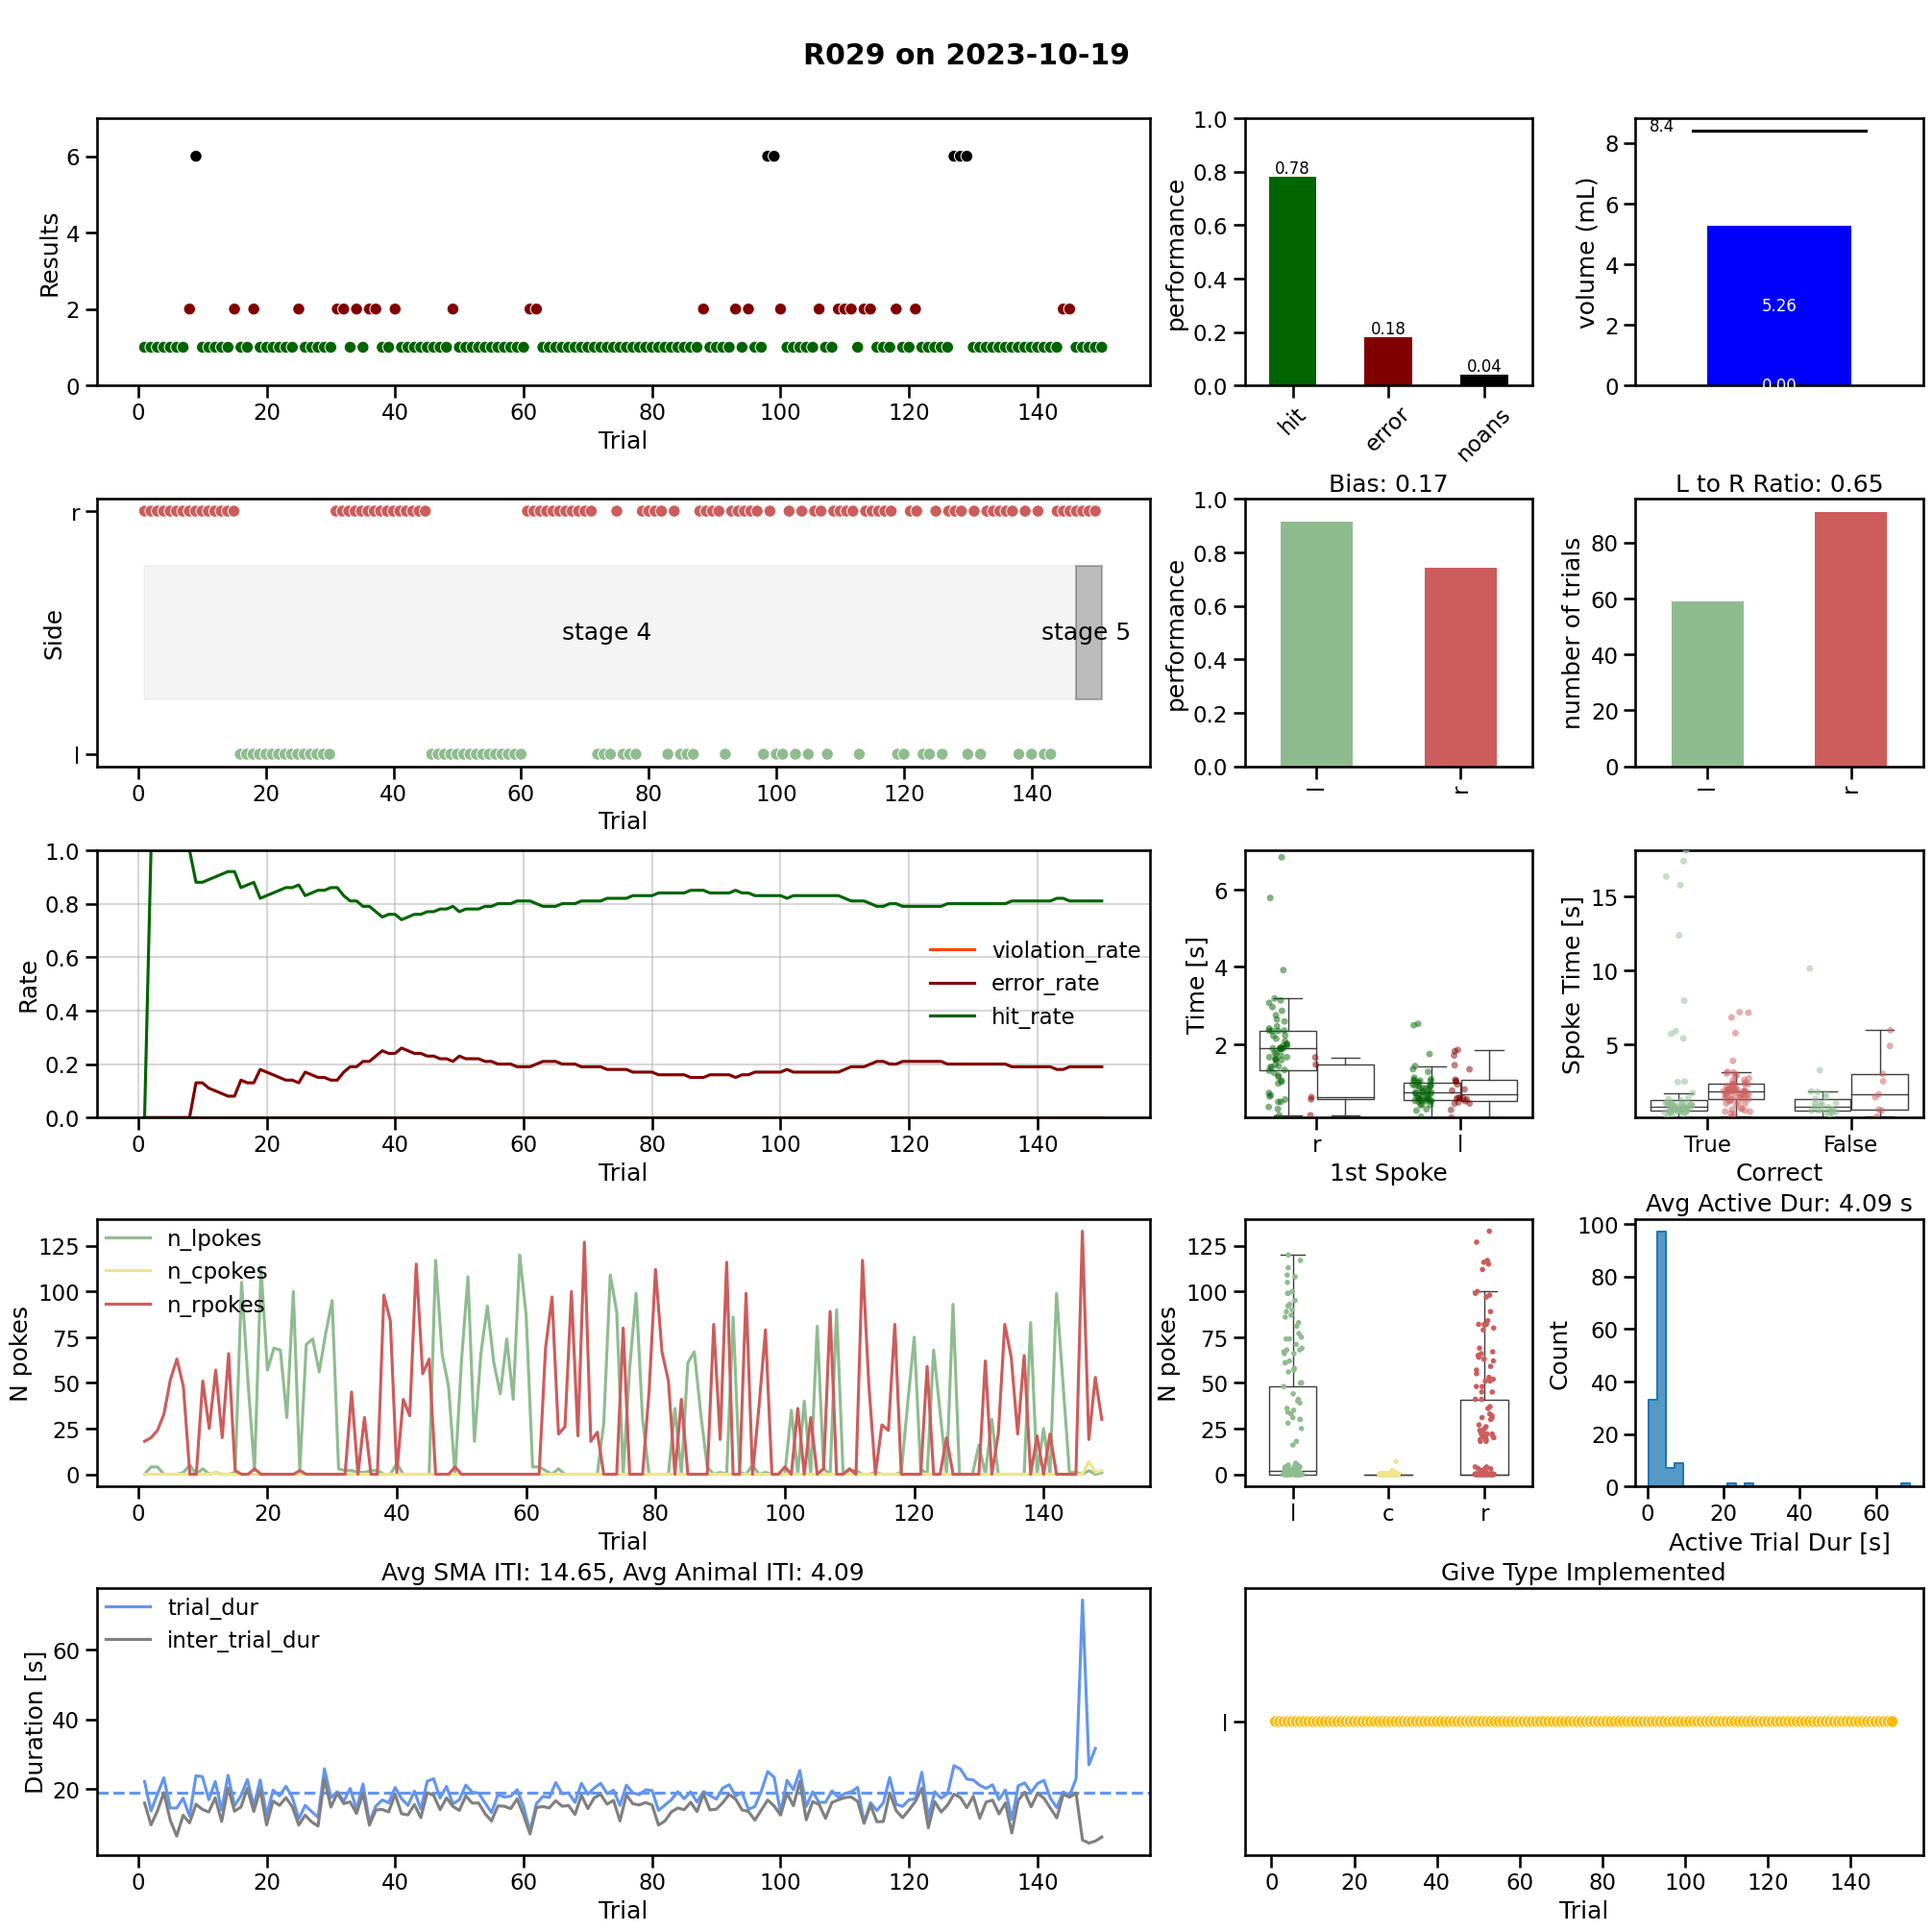 R029 on 2023-10-19
Results
6
4
2
0
0 20 40 60 80 100 120 140
Trial
performance
1.0
0.8
0.6
0.4
0.2
0.0
0.78
0.18
0.04
hit error noans
volume (mL)
8
6
4
2
0
8.4
5.26
0.00
Side
r
l
stage 4
stage 5
0 20 40 60 80 100 120 140
Trial
Bias: 0.17
performance
1.0
0.8
0.6
0.4
0.2
0.0
l r
L to R Ratio: 0.65
number of trials
80
60
40
20
0
l r
Rate
1.0
0.8
0.6
0.4
0.2
0.0
violation_rate
error_rate
hit_rate
0 20 40 60 80 100 120 140
Trial
Time [s]
6
4
2
r l
1st Spoke
Spoke Time [s]
15
10
5
True False
Correct
N pokes
125
100
75
50
25
0
n_lpokes
n_cpokes
n_rpokes
0 20 40 60 80 100 120 140
Trial
N pokes
125
100
75
50
25
0
l c r
Avg Active Dur: 4.09 s
Count
100
80
60
40
20
0
0 20 40 60
Active Trial Dur [s]
Avg SMA ITI: 14.65, Avg Animal ITI: 4.09
Duration [s]
60
40
20
trial_dur
inter_trial_dur
0 20 40 60 80 100 120 140
Trial
Give Type Implemented
l
0 20 40 60 80 100 120 140
Trial